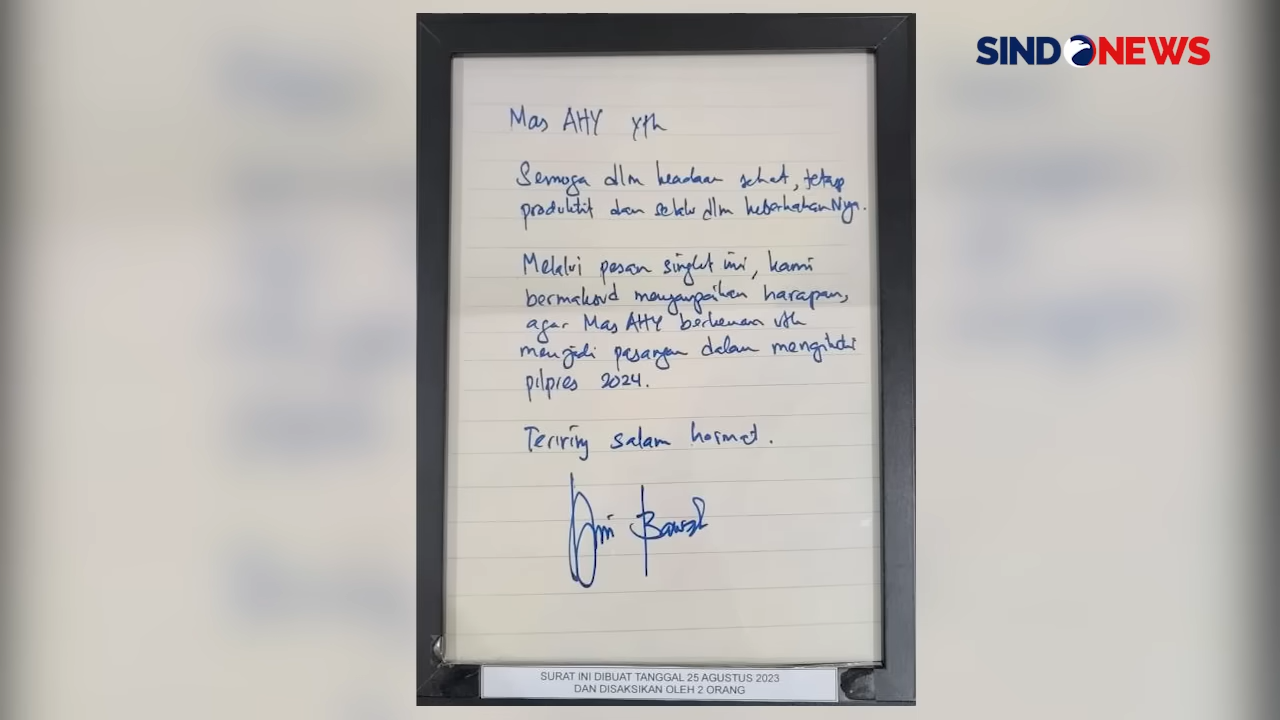 SINDONEWS
Mas AHY Yth
Semoga dlm keadaan sehat, tetap
produktif dan selalu dlm keberkahanNya.
Melalui pesan singkat ini, kami
bermaksud menyampaikan harapan,
agar Mas AHY berkenan utk
menjadi pasangan dalam mengikuti
pilpres 2024.
Teriring salam hormat.
SURAT INI DIBUAT TANGGAL 25 AGUSTUS 2023
DAN DISAKSIKAN OLEH 2 ORANG